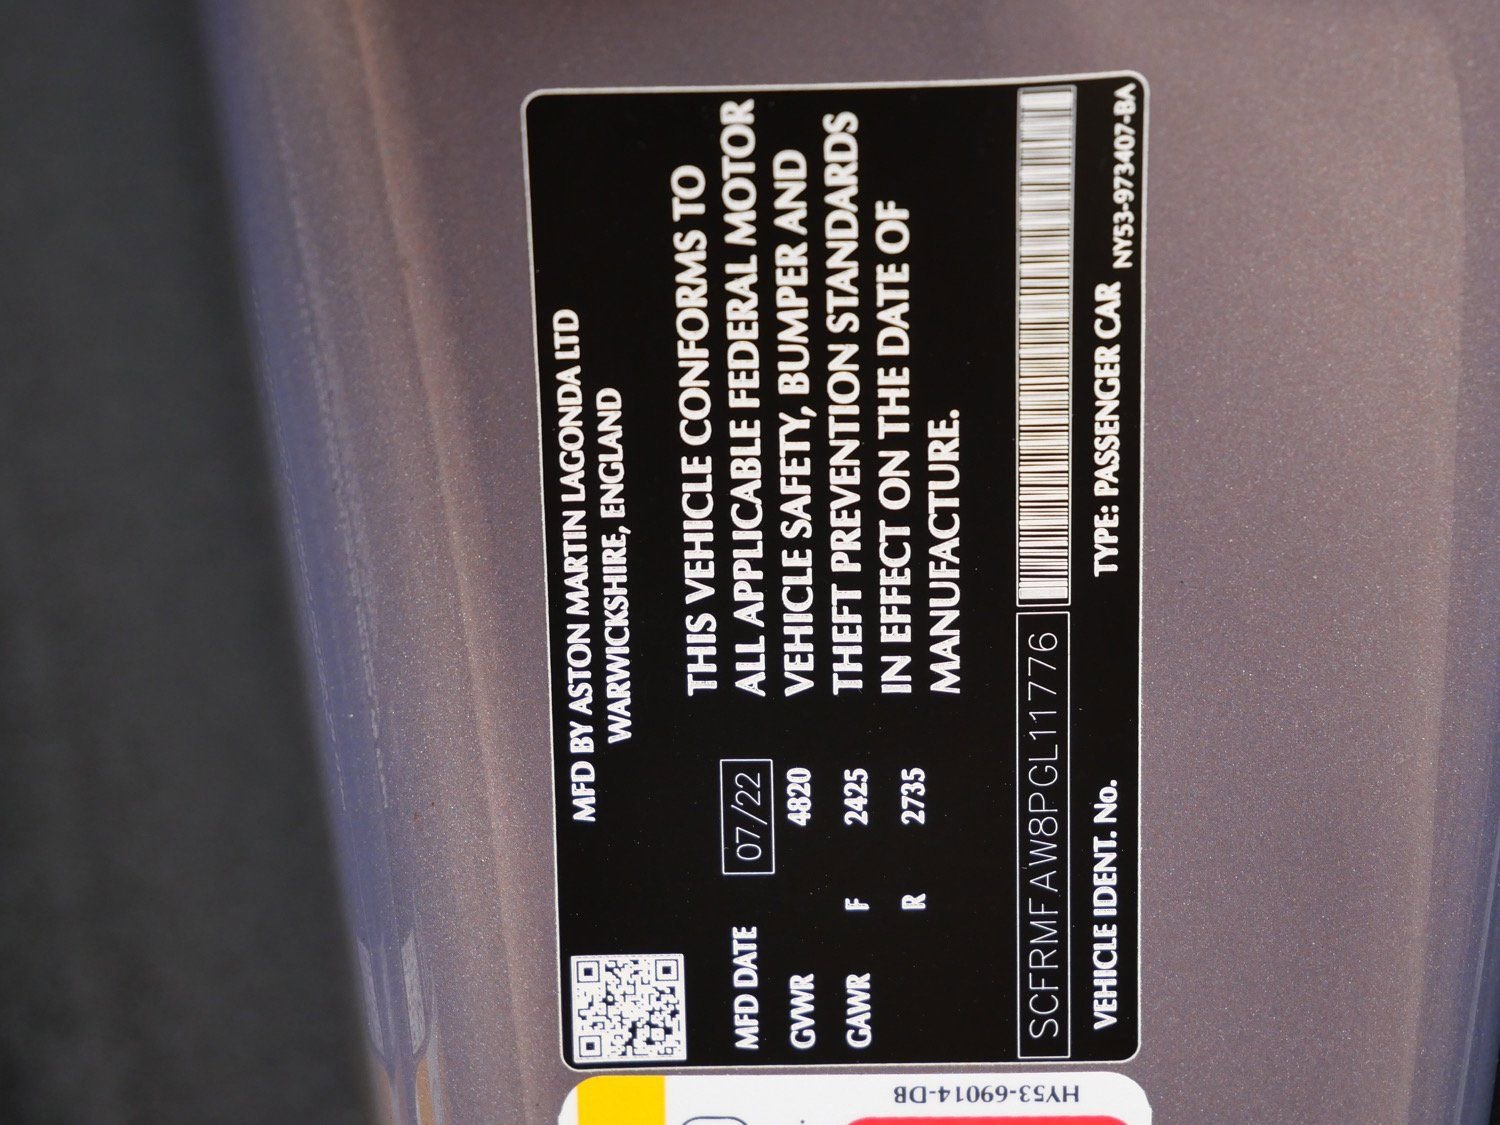 MFD BY ASTON MARTIN LAGONDA LTD
WARWICKSHIRE, ENGLAND
MFD DATE 07/22
GVWR 4820
GAWR F 2425
R 2735
THIS VEHICLE CONFORMS TO
ALL APPLICABLE FEDERAL MOTOR
VEHICLE SAFETY, BUMPER AND
THEFT PREVENTION STANDARDS
IN EFFECT ON THE DATE OF
MANUFACTURE.
SCFRMFAW8PGL11776
VEHICLE IDENT. No. TYPE: PASSENGER CAR NY53-973407-BA
HY53-69014-DB